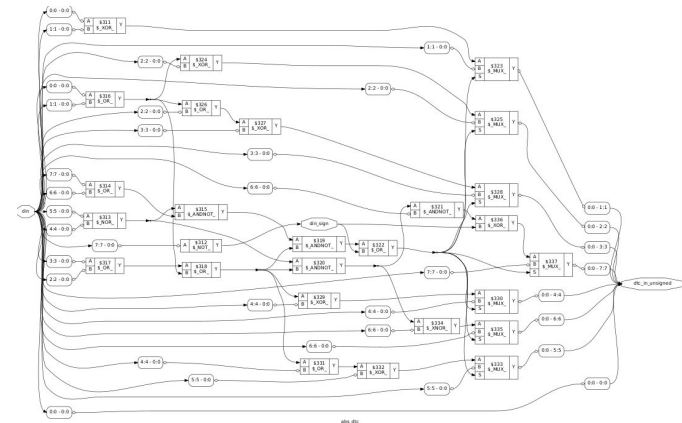 0:0 - 0:0
1:1 - 0:0
A
B
$311
$_XOR_
Y
1:1 - 0:0
2:2 - 0:0
A
B
$324
$_XOR_
Y
A
B
S
$323
$_MUX_
Y
0:0 - 0:0
1:1 - 0:0
A
B
$316
$_OR_
Y
2:2 - 0:0
2:2 - 0:0
A
B
$326
$_OR_
Y
3:3 - 0:0
A
B
$327
$_XOR_
Y
A
B
S
$325
$_MUX_
Y
3:3 - 0:0
7:7 - 0:0
6:6 - 0:0
A
B
$314
$_OR_
Y
6:6 - 0:0
A
B
S
$328
$_MUX_
Y
din
5:5 - 0:0
4:4 - 0:0
A
B
$313
$_NOR_
Y
A
B
$315
$_ANDNOT_
Y
A
B
$321
$_ANDNOT_
Y
A
B
$336
$_XOR_
Y
0:0 - 1:1
0:0 - 2:2
din_sign
7:7 - 0:0
A
$312
$_NOT_
Y
A
B
$319
$_ANDNOT_
Y
A
B
$322
$_OR_
Y
0:0 - 3:3
3:3 - 0:0
2:2 - 0:0
A
B
$317
$_OR_
Y
A
B
$318
$_OR_
Y
A
B
$320
$_ANDNOT_
Y
7:7 - 0:0
A
B
S
$337
$_MUX_
Y
0:0 - 7:7
4:4 - 0:0
A
B
$329
$_XOR_
Y
4:4 - 0:0
A
B
S
$330
$_MUX_
Y
0:0 - 4:4
6:6 - 0:0
A
B
$334
$_XNOR_
Y
6:6 - 0:0
A
B
S
$335
$_MUX_
Y
0:0 - 6:6
4:4 - 0:0
A
B
$331
$_OR_
Y
5:5 - 0:0
A
B
$332
$_XOR_
Y
5:5 - 0:0
A
B
S
$333
$_MUX_
Y
0:0 - 5:5
0:0 - 0:0
0:0 - 0:0
dtc_in_unsigned
abs_dtc